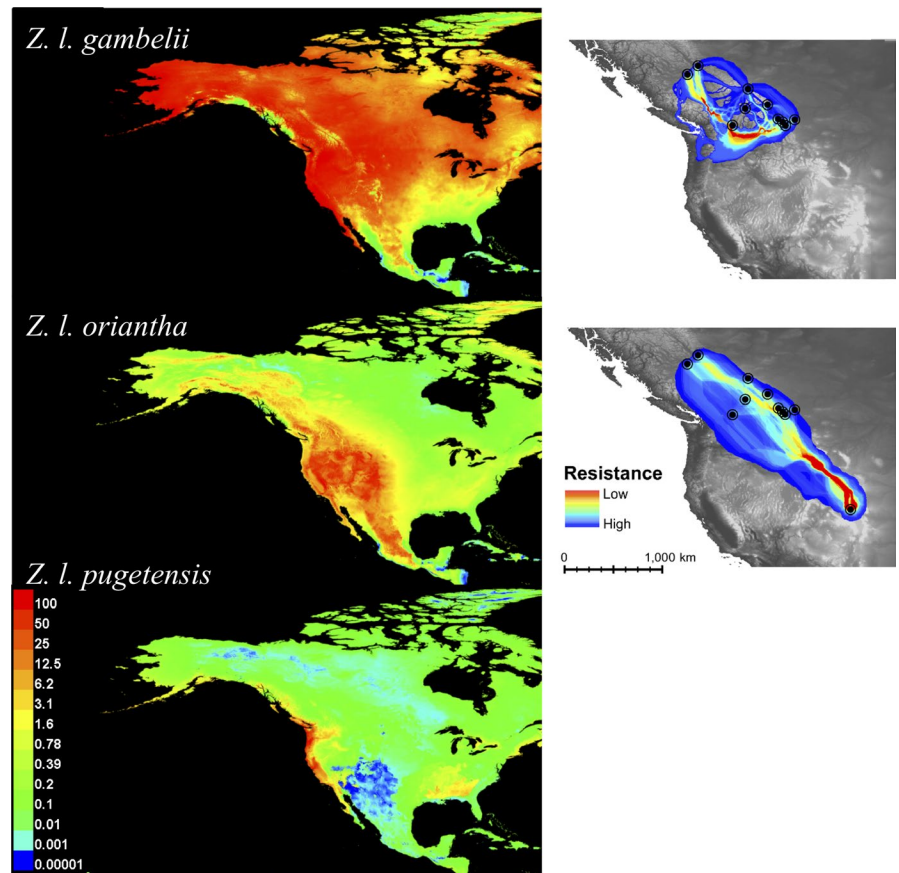 Z. l. gambelii
Z. l. oriantha
Resistance
Low
High
0 1,000 km
Z. l. pugetensis
100
50
25
12.5
6.2
3.1
1.6
0.78
0.39
0.2
0.1
0.01
0.001
0.00001